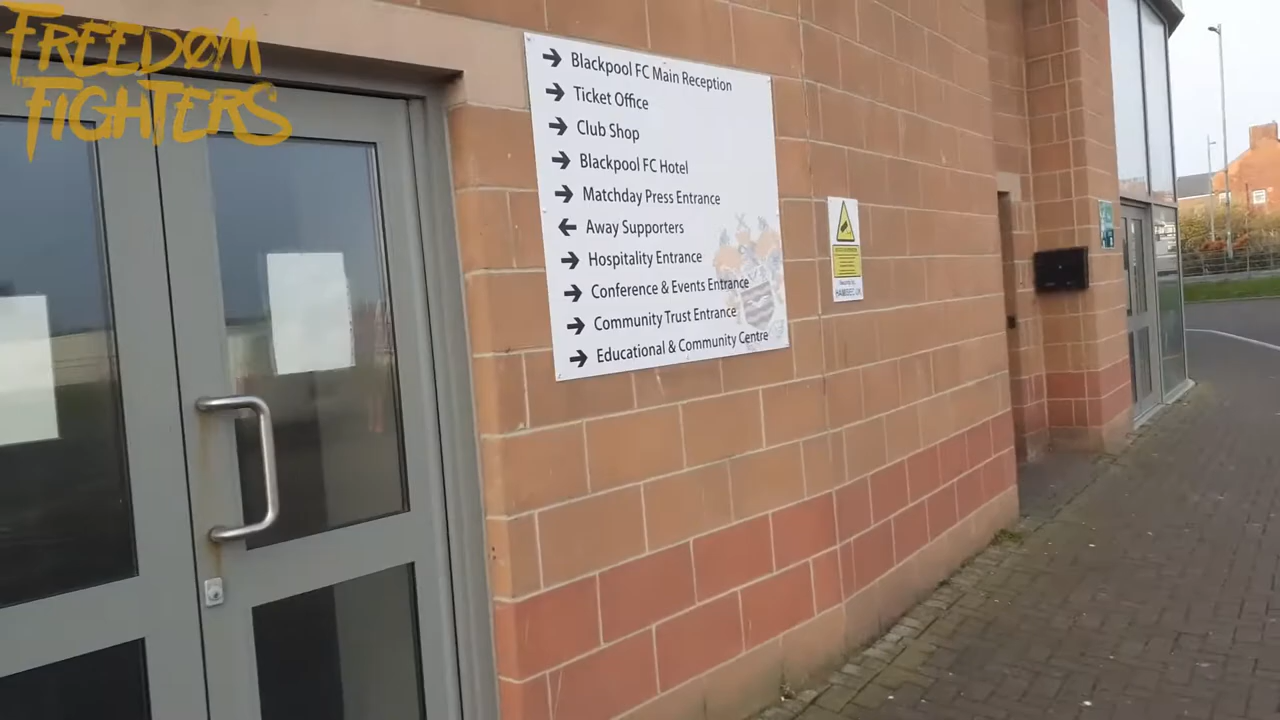 FREEDOM
FIGHTERS
→ Blackpool FC Main Reception
→ Ticket Office
→ Club Shop
→ Blackpool FC Hotel
→ Matchday Press Entrance
← Away Supporters
→ Hospitality Entrance
→ Conference & Events Entrance
→ Community Trust Entrance
→ Educational & Community Centre